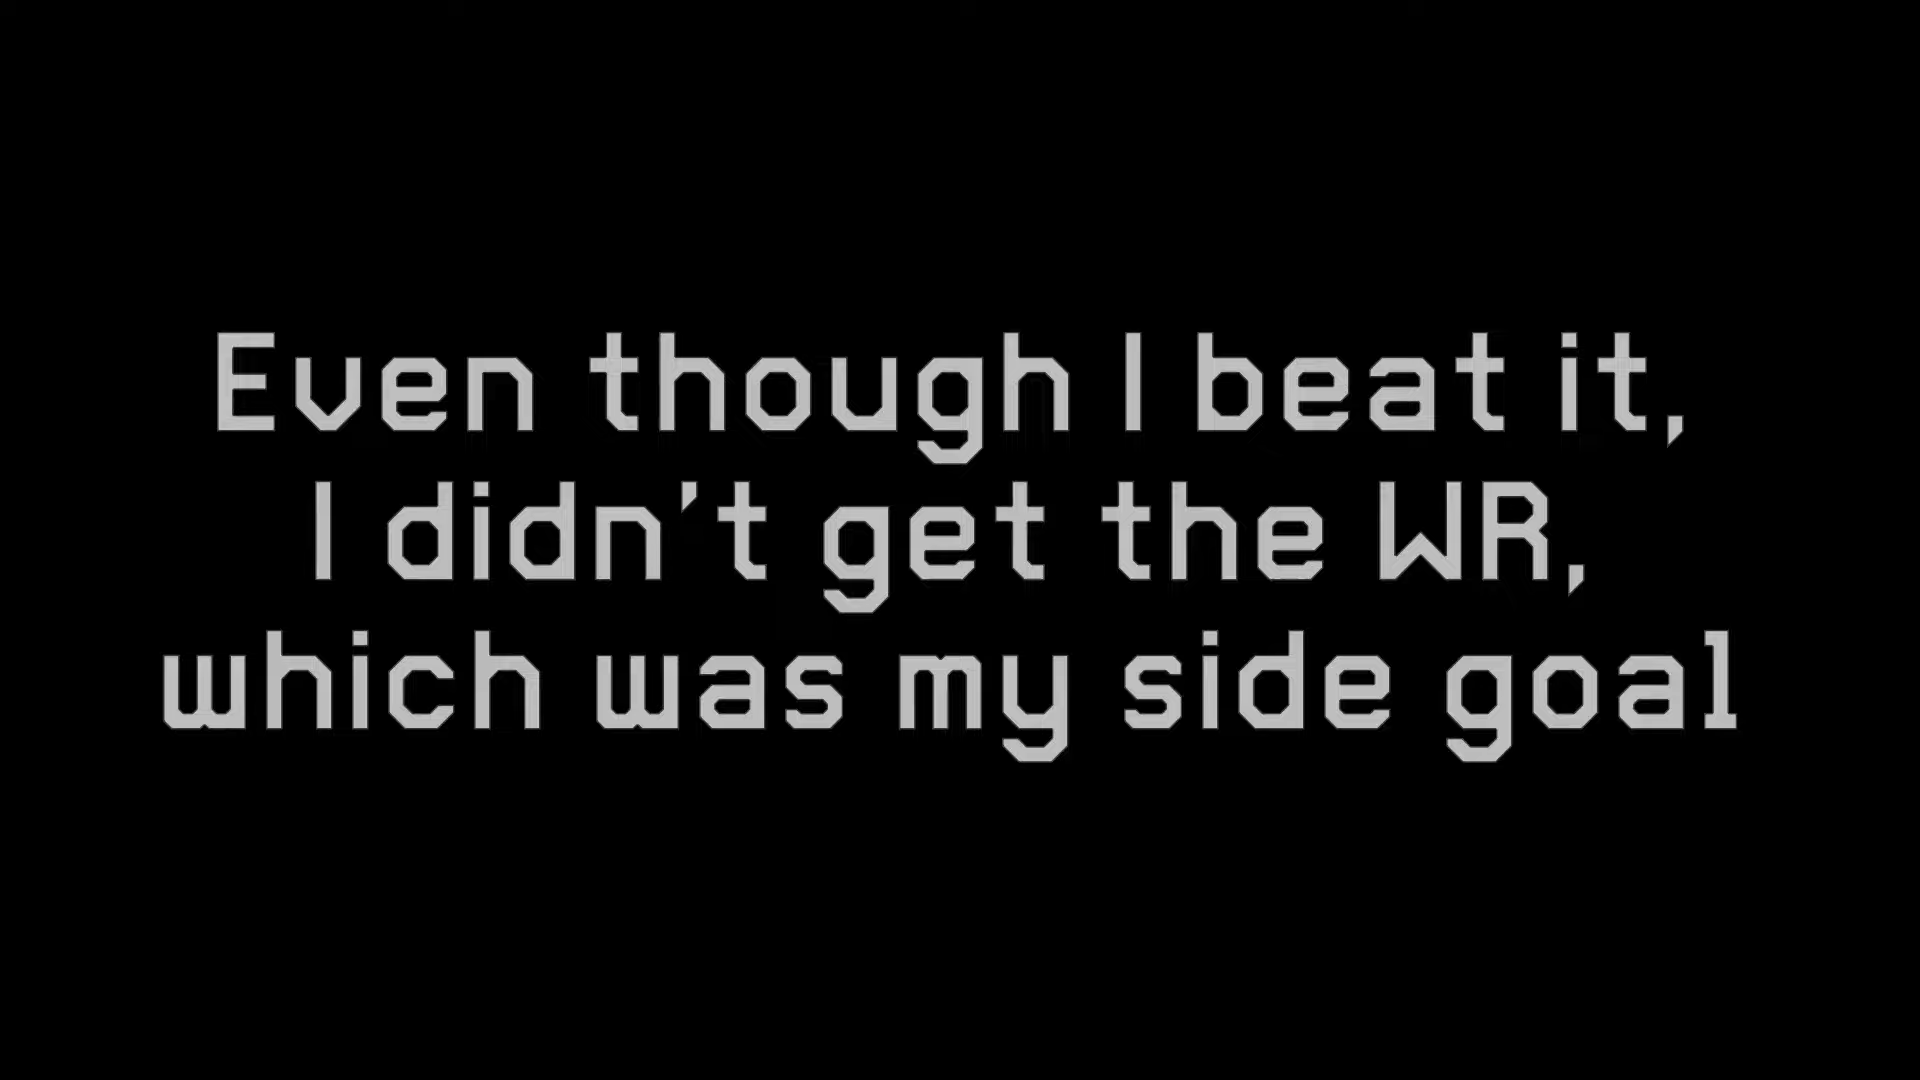 Even though I beat it,
I didn't get the WR,
which was my side goal